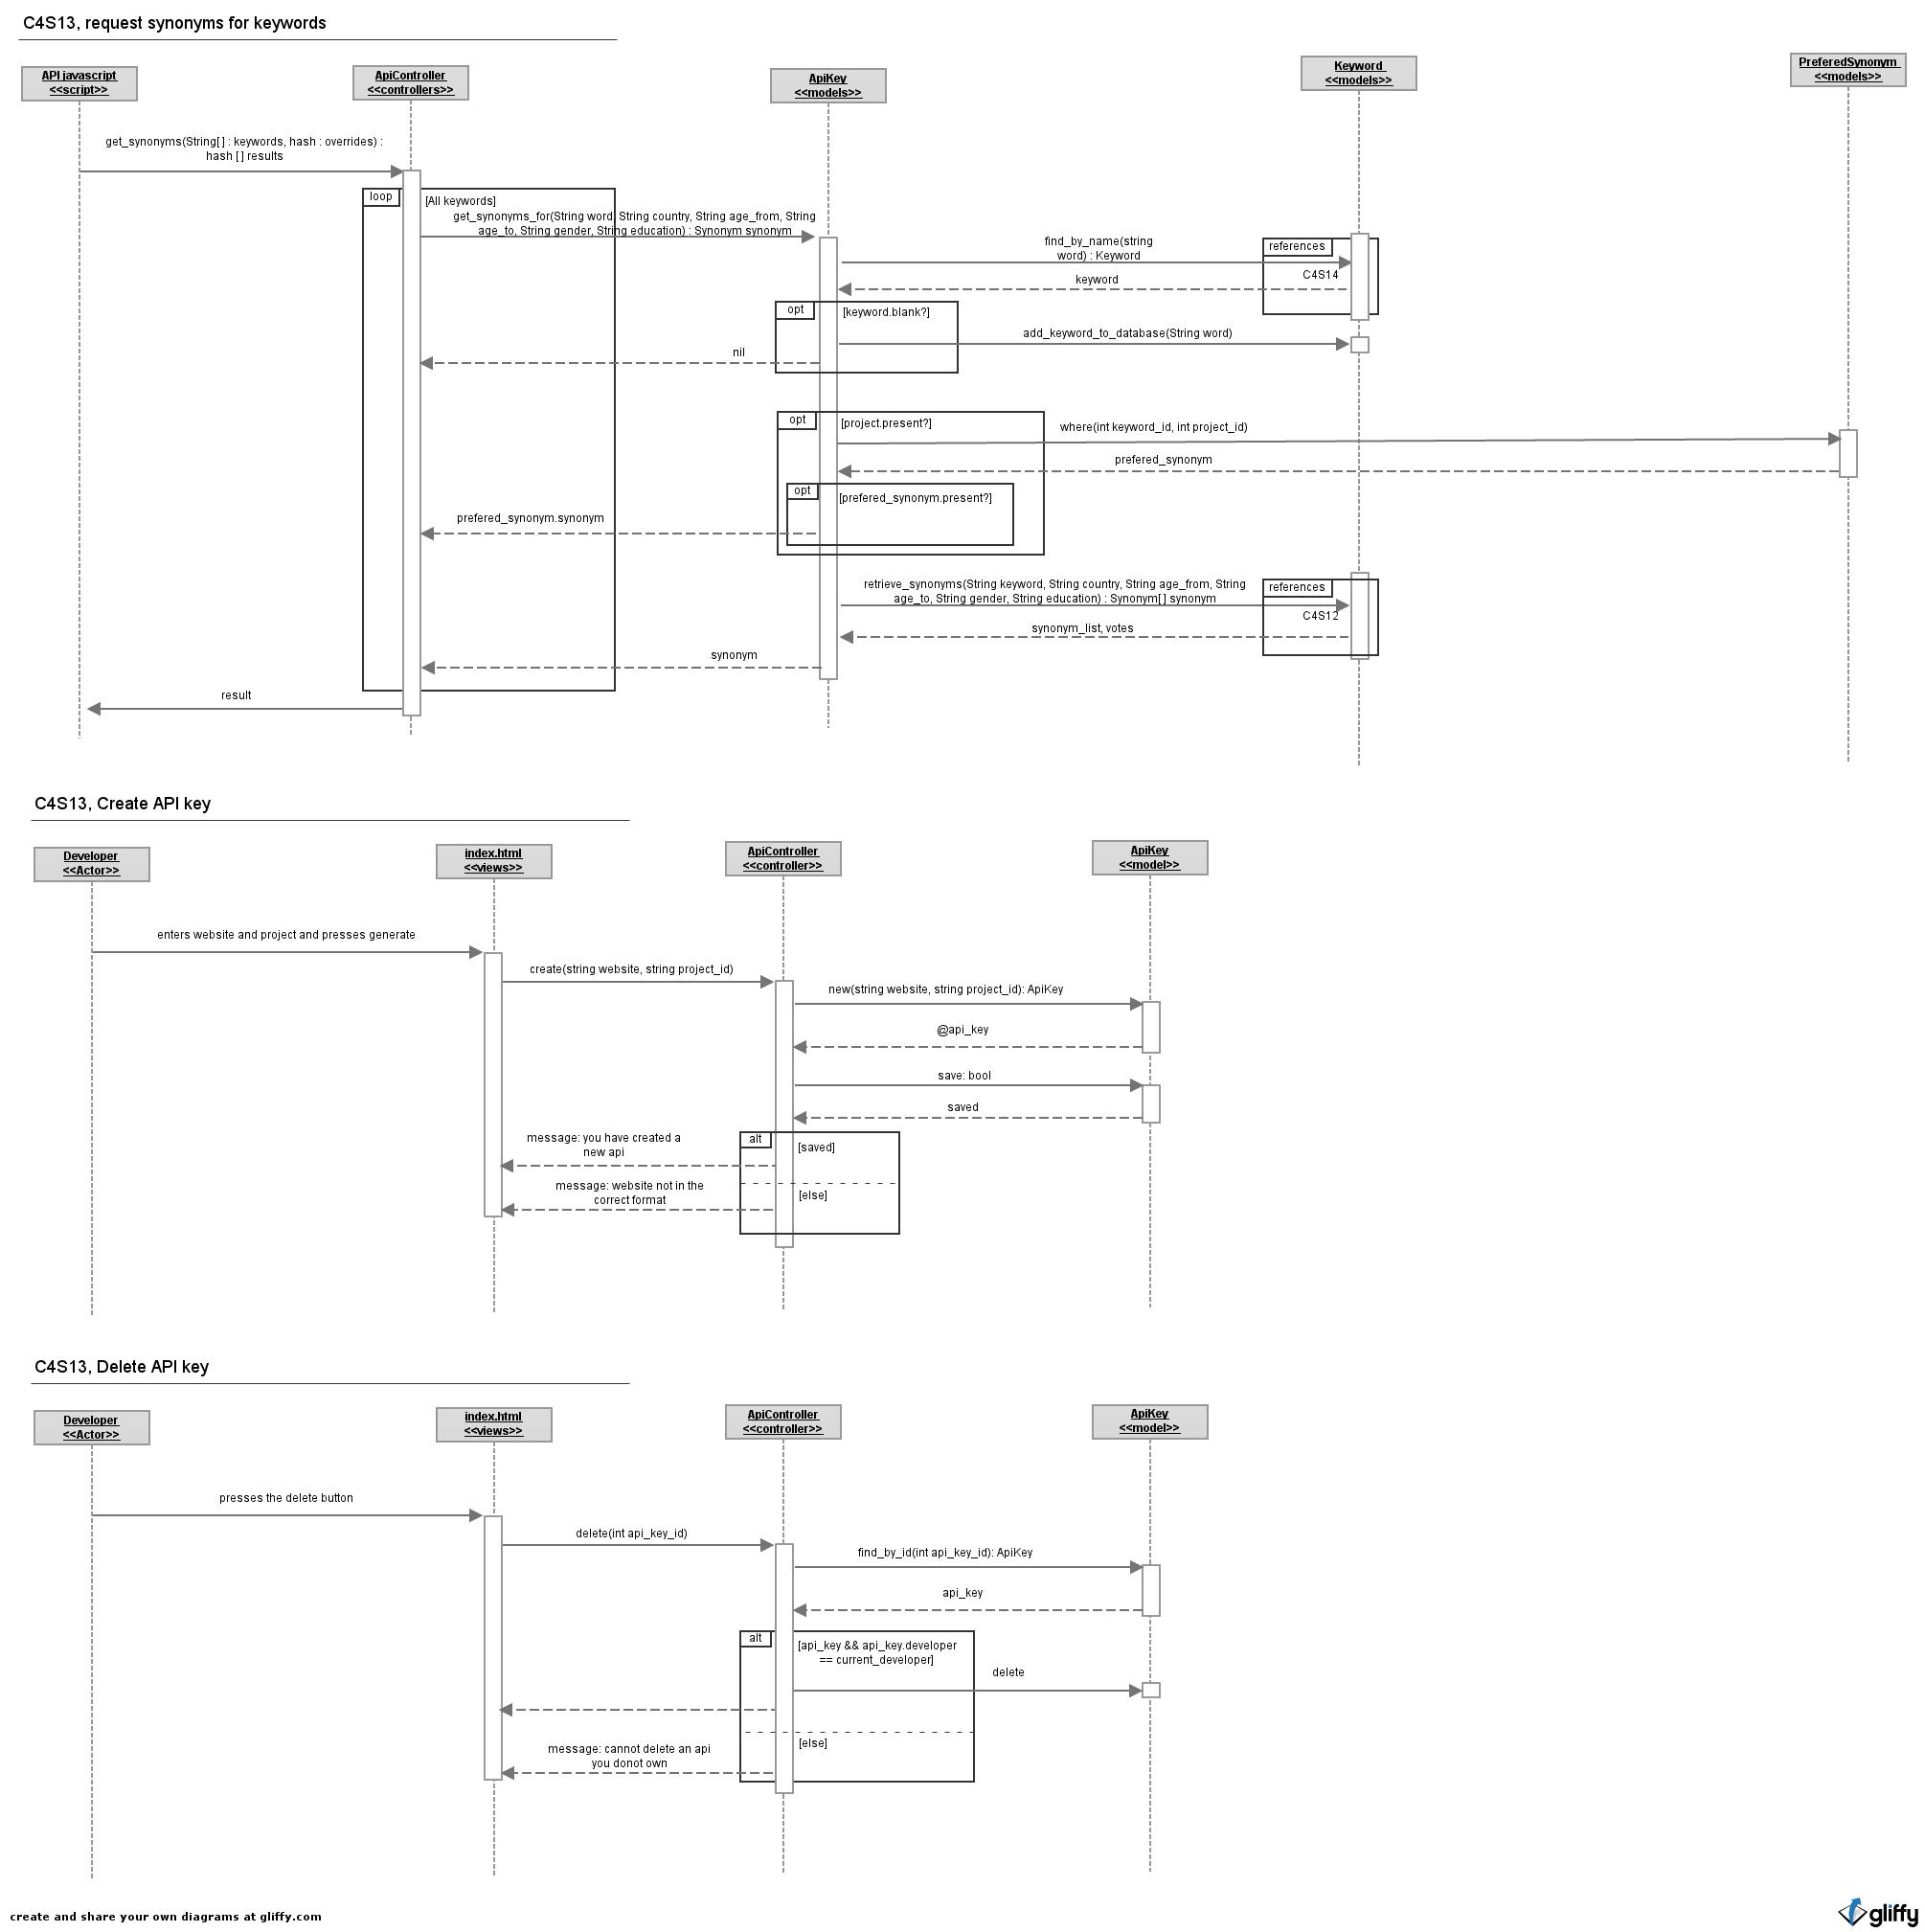 C4S13, request synonyms for keywords
API javascript
<<script>>
ApiController
<<controllers>>
ApiKey
<<models>>
Keyword
<<models>>
PreferedSynonym
<<models>>
get_synonyms(String[ ] : keywords, hash : overrides) :
hash [ ] results
loop
[All keywords]
get_synonyms_for(String word, String country, String age_from, String
age_to, String gender, String education) : Synonym synonym
find_by_name(string
word) : Keyword
references
C4S14
keyword
opt
[keyword.blank?]
add_keyword_to_database(String word)
nil
opt
[project.present?]
where(int keyword_id, int project_id)
prefered_synonym
opt
[prefered_synonym.present?]
prefered_synonym.synonym
retrieve_synonyms(String keyword, String country, String age_from, String
age_to, String gender, String education) : Synonym[ ] synonym
references
C4S12
synonym_list, votes
synonym
result
C4S13, Create API key
Developer
<<Actor>>
index.html
<<views>>
ApiController
<<controller>>
ApiKey
<<model>>
enters website and project and presses generate
create(string website, string project_id)
new(string website, string project_id): ApiKey
@api_key
save: bool
saved
alt
[saved]
message: you have created a
new api
message: website not in the
correct format
[else]
C4S13, Delete API key
Developer
<<Actor>>
index.html
<<views>>
ApiController
<<controller>>
ApiKey
<<model>>
presses the delete button
delete(int api_key_id)
find_by_id(int api_key_id): ApiKey
api_key
alt
[api_key && api_key.developer
== current_developer]
delete
[else]
message: cannot delete an api
you donot own
create and share your own diagrams at gliffy.com
gliffy